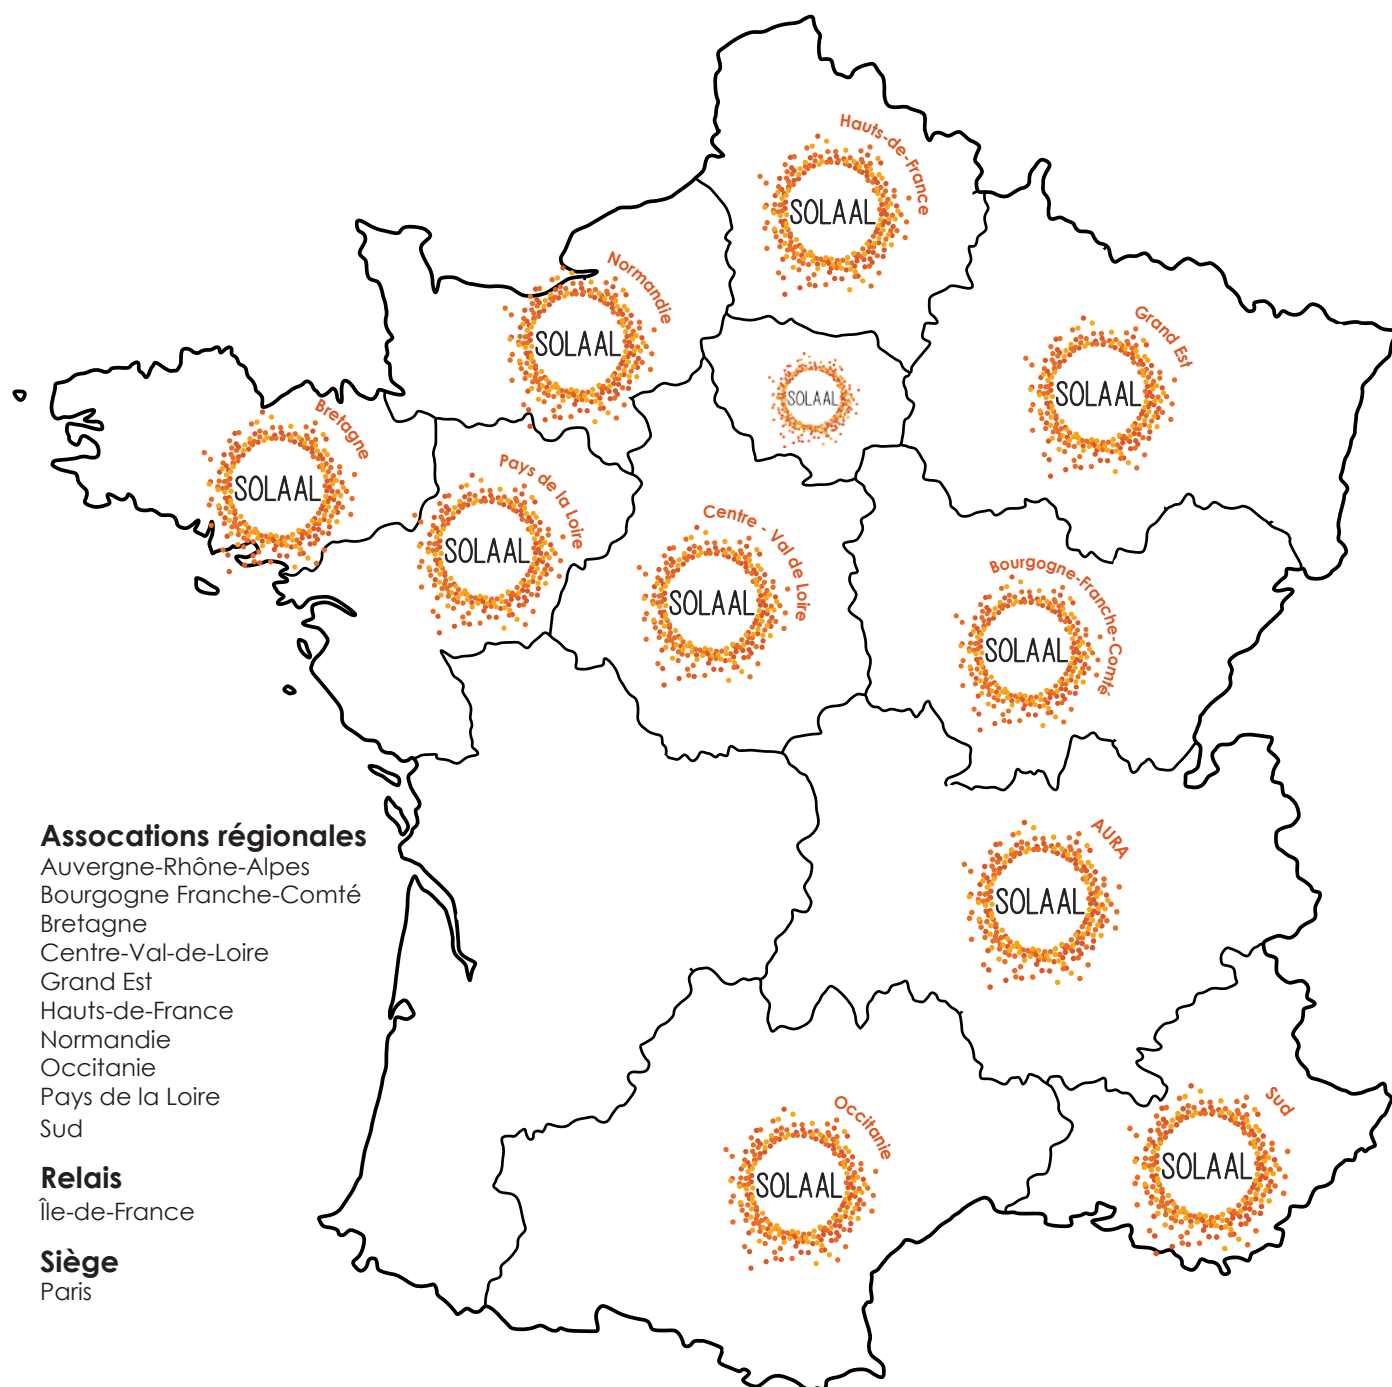 Hauts-de-France
SOLAAL
Normandie
SOLAAL
Grand Est
SOLAAL
SOLAAL
Bretagne
SOLAAL
Pays de la Loire
SOLAAL
Centre - Val de Loire
SOLAAL
Bourgogne-Franche-Comté
SOLAAL
AURA
SOLAAL
Occitanie
SOLAAL
Sud
SOLAAL
Assocations régionales
Auvergne-Rhône-Alpes
Bourgogne Franche-Comté
Bretagne
Centre-Val-de-Loire
Grand Est
Hauts-de-France
Normandie
Occitanie
Pays de la Loire
Sud
Relais
Île-de-France
Siège
Paris